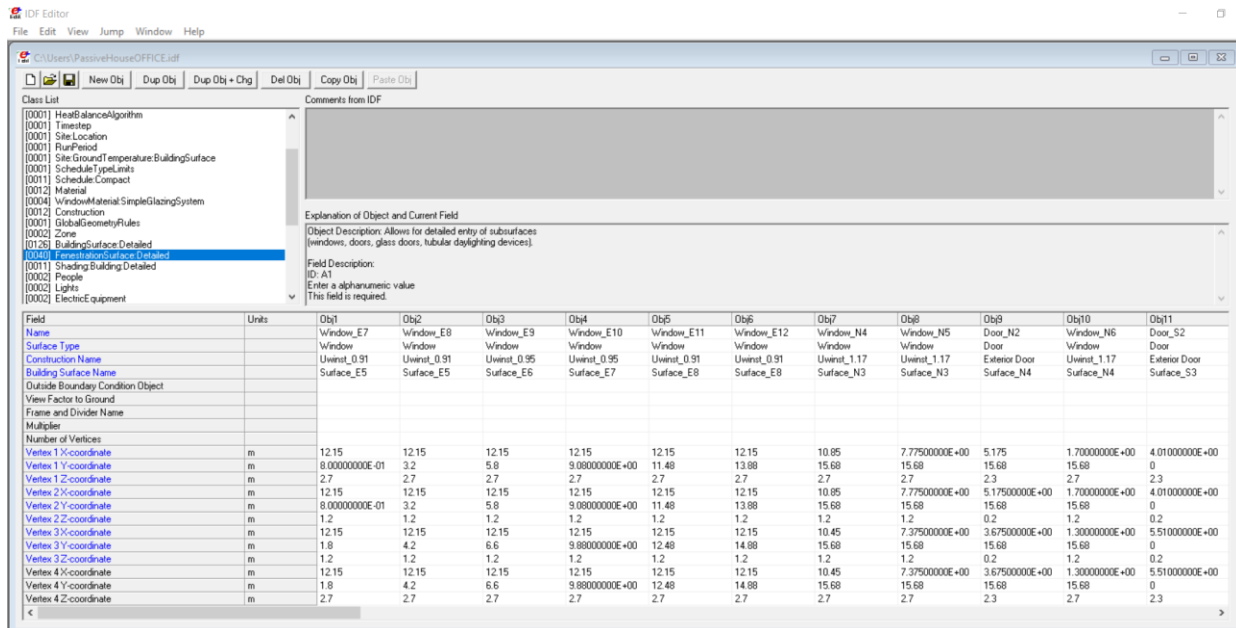 IDF Editor
File Edit View Jump Window Help
C:\Users\PassiveHouseOFFICE.idf
New Obj Dup Obj Dup Obj + Chg Del Obj Copy Obj Paste Obj
Class List
Comments from IDF
[0001] HeatBalanceAlgorithm
[0001] Timestep
[0001] Site:Location
[0001] RunPeriod
[0001] Site:GroundTemperature:BuildingSurface
[0001] ScheduleTypeLimits
[0011] Schedule:Compact
[0012] Material
[0004] WindowMaterial:SimpleGlazingSystem
[0012] Construction
[0001] GlobalGeometryRules
[0002] Zone
[0126] BuildingSurface:Detailed
[0040] FenestrationSurface:Detailed
[0011] Shading:Building:Detailed
[0002] People
[0002] Lights
[0002] ElectricEquipment
Explanation of Object and Current Field
Object Description: Allows for detailed entry of subsurfaces
(windows, doors, glass doors, tubular daylighting devices).
Field Description:
ID: A1
Enter a alphanumeric value
This field is required.
Field Units Obj1 Obj2 Obj3 Obj4 Obj5 Obj6 Obj7 Obj8 Obj9 Obj10 Obj11
Name Window_E7 Window_E8 Window_E9 Window_E10 Window_E11 Window_E12 Window_N4 Window_N5 Door_N2 Window_N6 Door_S2
Surface Type Window Window Window Window Window Window Window Window Door Window Door
Construction Name Uwinst_0.91 Uwinst_0.91 Uwinst_0.95 Uwinst_0.95 Uwinst_0.91 Uwinst_0.91 Uwinst_1.17 Uwinst_1.17 Exterior Door Uwinst_1.17 Exterior Door
Building Surface Name Surface_E5 Surface_E5 Surface_E6 Surface_E7 Surface_E8 Surface_E8 Surface_N3 Surface_N3 Surface_N4 Surface_N4 Surface_S3
Outside Boundary Condition Object
View Factor to Ground
Frame and Divider Name
Multiplier
Number of Vertices
Vertex 1 X-coordinate m 12.15 12.15 12.15 12.15 12.15 12.15 10.85 7.77500000E+00 5.175 1.70000000E+00 4.01000000E+00
Vertex 1 Y-coordinate m 8.00000000E-01 3.2 5.8 9.08000000E+00 11.48 13.88 15.68 15.68 15.68 15.68 0
Vertex 1 Z-coordinate m 2.7 2.7 2.7 2.7 2.7 2.7 2.7 2.7 2.3 2.7 2.3
Vertex 2 X-coordinate m 12.15 12.15 12.15 12.15 12.15 12.15 10.85 7.77500000E+00 5.17500000E+00 1.70000000E+00 4.01000000E+00
Vertex 2 Y-coordinate m 8.00000000E-01 3.2 5.8 9.08000000E+00 11.48 13.88 15.68 15.68 15.68 15.68 0
Vertex 2 Z-coordinate m 1.2 1.2 1.2 1.2 1.2 1.2 1.2 1.2 0.2 1.2 0.2
Vertex 3 X-coordinate m 12.15 12.15 12.15 12.15 12.15 12.15 10.45 7.37500000E+00 3.67500000E+00 1.30000000E+00 5.51000000E+00
Vertex 3 Y-coordinate m 1.8 4.2 6.6 9.88000000E+00 12.48 14.88 15.68 15.68 15.68 15.68 0
Vertex 3 Z-coordinate m 1.2 1.2 1.2 1.2 1.2 1.2 1.2 1.2 0.2 1.2 0.2
Vertex 4 X-coordinate m 12.15 12.15 12.15 12.15 12.15 12.15 10.45 7.37500000E+00 3.67500000E+00 1.30000000E+00 5.51000000E+00
Vertex 4 Y-coordinate m 1.8 4.2 6.6 9.88000000E+00 12.48 14.88 15.68 15.68 15.68 15.68 0
Vertex 4 Z-coordinate m 2.7 2.7 2.7 2.7 2.7 2.7 2.7 2.7 2.3 2.7 2.3